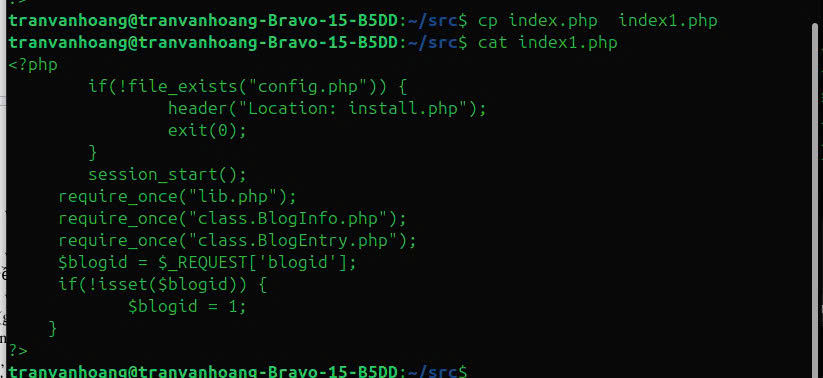 ?>
tranvanhoang@tranvanhoang-Bravo-15-B5DD:~/src$ cp index.php  index1.php
tranvanhoang@tranvanhoang-Bravo-15-B5DD:~/src$ cat index1.php
<?php
        if(!file_exists("config.php")) {
                header("Location: install.php");
                exit(0);
        }
        session_start();
     require_once("lib.php");
     require_once("class.BlogInfo.php");
     require_once("class.BlogEntry.php");
     $blogid = $_REQUEST['blogid'];
     if(!isset($blogid)) {
            $blogid = 1;
    }
?>
tranvanhoang@tranvanhoang-Bravo-15-B5DD:~/src$